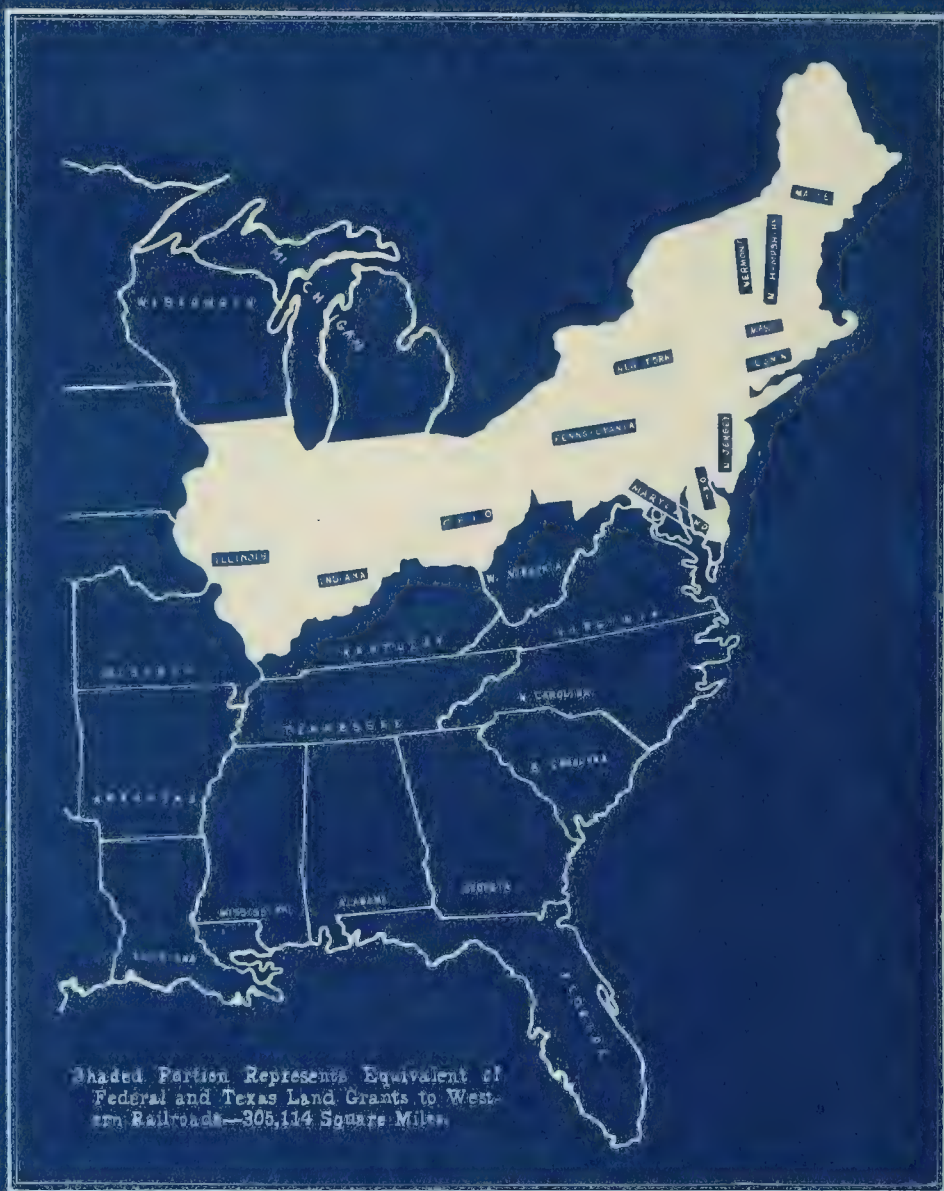 MAINE
VERMONT
N. HAMPSHIRE
MICHIGAN
WISCONSIN
MASS
CONN
NEW YORK
N. JERSEY
PENNSYLVANIA
MARYLAND
OHIO
ILLINOIS
INDIANA
W. VIRGINIA
VIRGINIA
KENTUCKY
MISSOURI
N. CAROLINA
TENNESSEE
S. CAROLINA
ARKANSAS
GEORGIA
ALABAMA
MISSISSIPPI
LOUISIANA
FLORIDA
Shaded Portion Represents Equivalent of
Federal and Texas Land Grants to West-
ern Railroads—305,114 Square Miles.